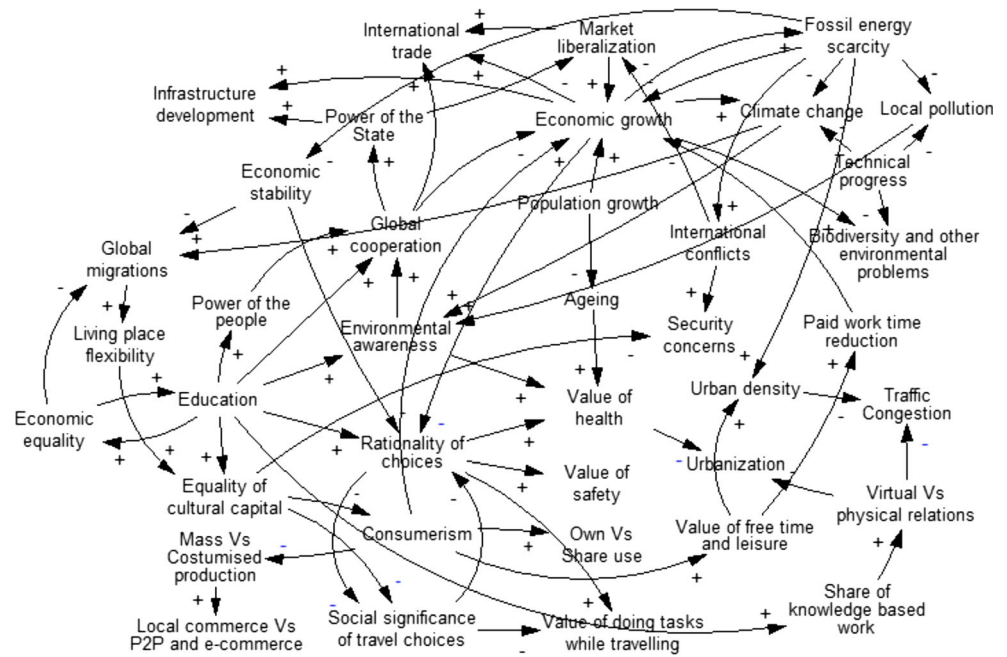 International
trade
Market
liberalization
Fossil energy
scarcity
Infrastructure
development
Power of the
State
Economic growth
Climate change
Local pollution
Economic
stability
Technical
progress
Population growth
Global
cooperation
International
conflicts
Biodiversity and other
environmental
problems
Global
migrations
Ageing
Power of the
people
Living place
flexibility
Environmental
awareness
Security
concerns
Paid work time
reduction
Education
Economic
equality
Value of
health
Urban density
Traffic
Congestion
Rationality of
choices
Urbanization
Equality of
cultural capital
Value of
safety
Virtual Vs
physical relations
Mass Vs
Costumised
production
Consumerism
Own Vs
Share use
Value of free time
and leisure
Local commerce Vs
P2P and e-commerce
Social significance
of travel choices
Value of doing tasks
while travelling
Share of
knowledge based
work